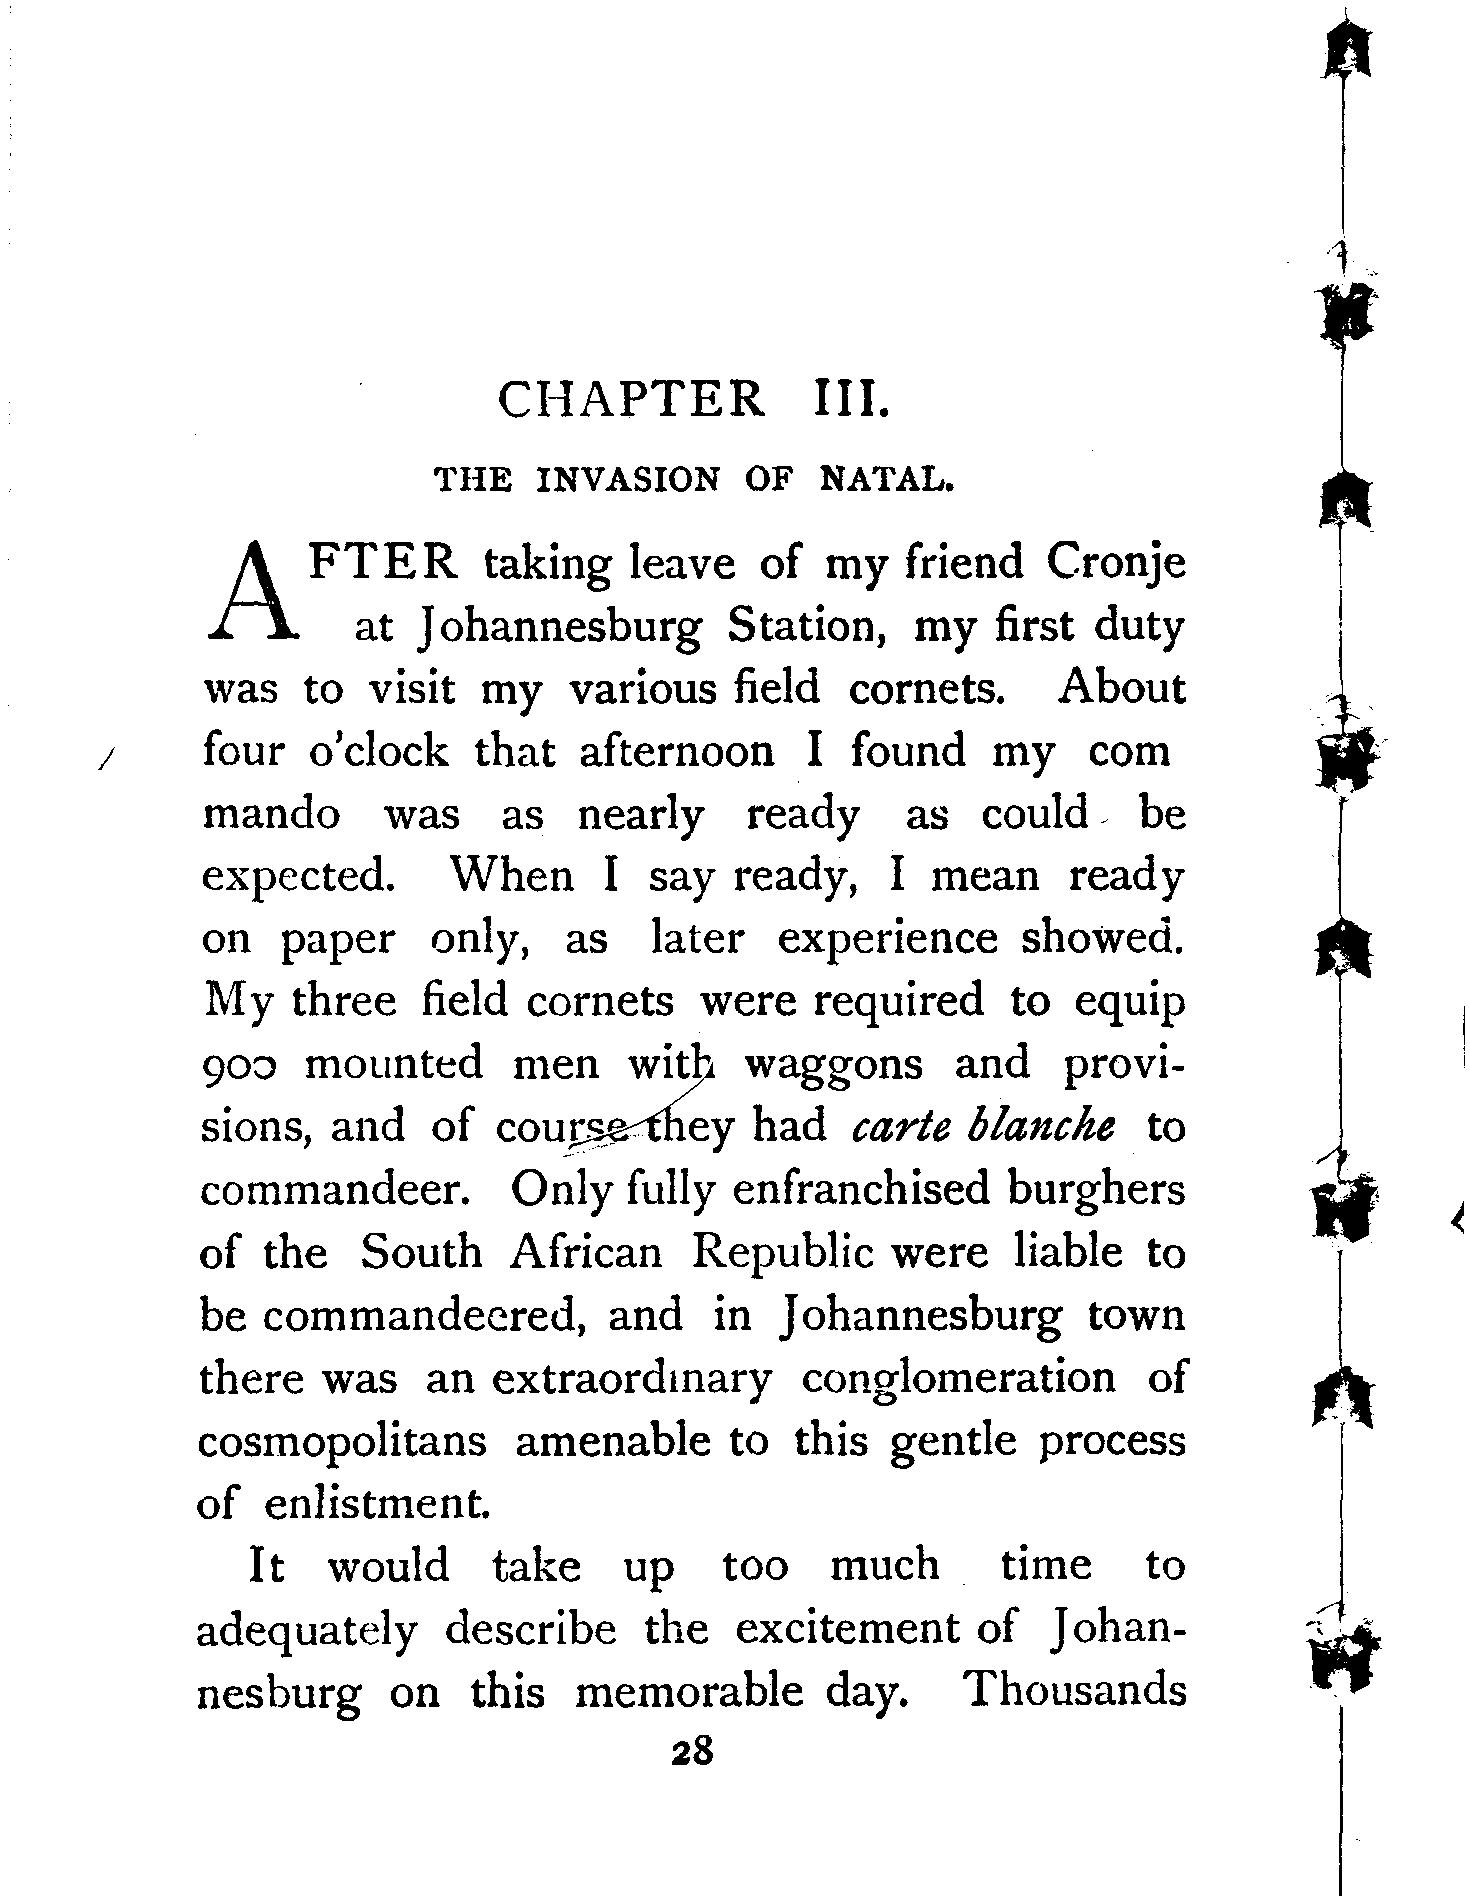 CHAPTER III.
THE INVASION OF NATAL.
AFTER taking leave of my friend Cronje
at Johannesburg Station, my first duty
was to visit my various field cornets. About
four o'clock that afternoon I found my com
mando was as nearly ready as could be
expected. When I say ready, I mean ready
on paper only, as later experience showed.
My three field cornets were required to equip
900 mounted men with waggons and provi-
sions, and of course they had carte blanche to
commandeer. Only fully enfranchised burghers
of the South African Republic were liable to
be commandeered, and in Johannesburg town
there was an extraordinary conglomeration of
cosmopolitans amenable to this gentle process
of enlistment.
It would take up too much time to
adequately describe the excitement of Johan-
nesburg on this memorable day. Thousands
28